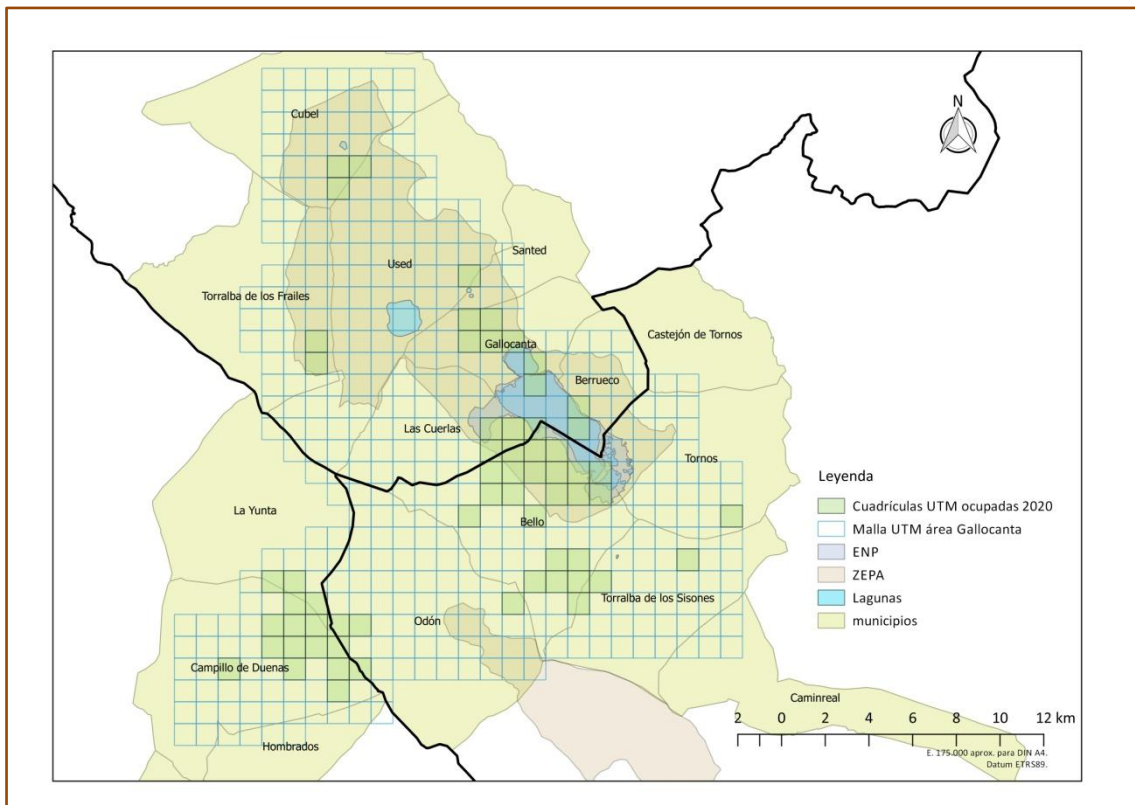 N
Cubel
Santed
Used
Torralba de los Frailes
Castejón de Tornos
Gallocanta
Berrueco
Las Cuerlas
Tornos
La Yunta
Bello
Torralba de los Sisones
Odón
Campillo de Duenas
Caminreal
Hombrados
Leyenda
Cuadrículas UTM ocupadas 2020
Malla UTM área Gallocanta
ENP
ZEPA
Lagunas
municipios
2 0 2 4 6 8 10 12 km
E. 175.000 aprox. para DIN A4.
Datum ETRS89.